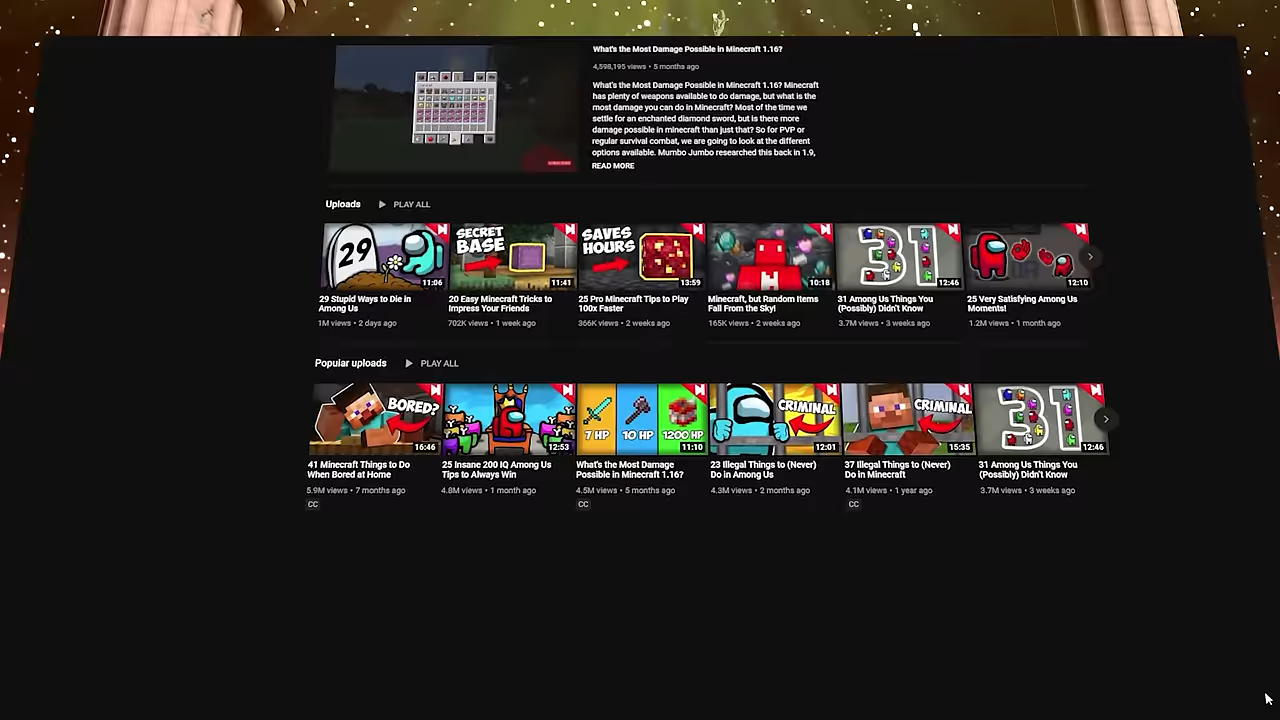 What's the Most Damage Possible in Minecraft 1.16?
4,598,195 views • 5 months ago
What's the Most Damage Possible in Minecraft 1.16? Minecraft
has plenty of weapons available to do damage, but what is the
most damage you can do in Minecraft? Most of the time we
settle for an enchanted diamond sword, but is there more
damage possible in minecraft than just that? So for PVP or
regular survival combat, we are going to look at the different
options available. Mumbo Jumbo researched this back in 1.9,
READ MORE
Uploads PLAY ALL
29
11:06
SECRET
BASE
11:41
SAVES
HOURS
13:59
10:18
31
12:46
12:10
29 Stupid Ways to Die in
Among Us
1M views • 2 days ago
20 Easy Minecraft Tricks to
Impress Your Friends
702K views • 1 week ago
25 Pro Minecraft Tips to Play
100x Faster
366K views • 2 weeks ago
Minecraft, but Random Items
Fall From the Sky!
165K views • 2 weeks ago
31 Among Us Things You
(Possibly) Didn't Know
3.7M views • 3 weeks ago
25 Very Satisfying Among Us
Moments!
1.2M views • 1 month ago
Popular uploads PLAY ALL
BORED?
16:46
12:53
7 HP 10 HP 1200 HP
11:10
CRIMINAL
12:01
CRIMINAL
15:35
31
12:46
41 Minecraft Things to Do
When Bored at Home
5.9M views • 7 months ago
CC
25 Insane 200 IQ Among Us
Tips to Always Win
4.8M views • 1 month ago
What's the Most Damage
Possible in Minecraft 1.16?
4.5M views • 5 months ago
CC
23 Illegal Things to (Never)
Do in Among Us
4.3M views • 2 months ago
37 Illegal Things to (Never)
Do in Minecraft
4.1M views • 1 year ago
CC
31 Among Us Things You
(Possibly) Didn't Know
3.7M views • 3 weeks ago